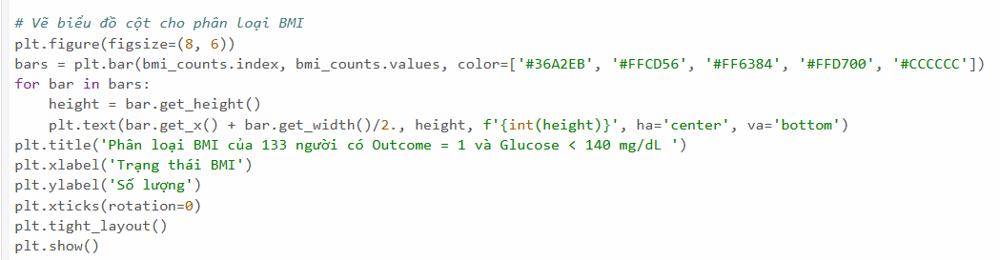 # Vẽ biểu đồ cột cho phân loại BMI
plt.figure(figsize=(8, 6))
bars = plt.bar(bmi_counts.index, bmi_counts.values, color=['#36A2EB', '#FFCD56', '#FF6384', '#FFD700', '#CCCCCC'])
for bar in bars:
    height = bar.get_height()
    plt.text(bar.get_x() + bar.get_width()/2., height, f'{int(height)}', ha='center', va='bottom')
plt.title('Phân loại BMI của 133 người có Outcome = 1 và Glucose < 140 mg/dL ')
plt.xlabel('Trạng thái BMI')
plt.ylabel('Số lượng')
plt.xticks(rotation=0)
plt.tight_layout()
plt.show()